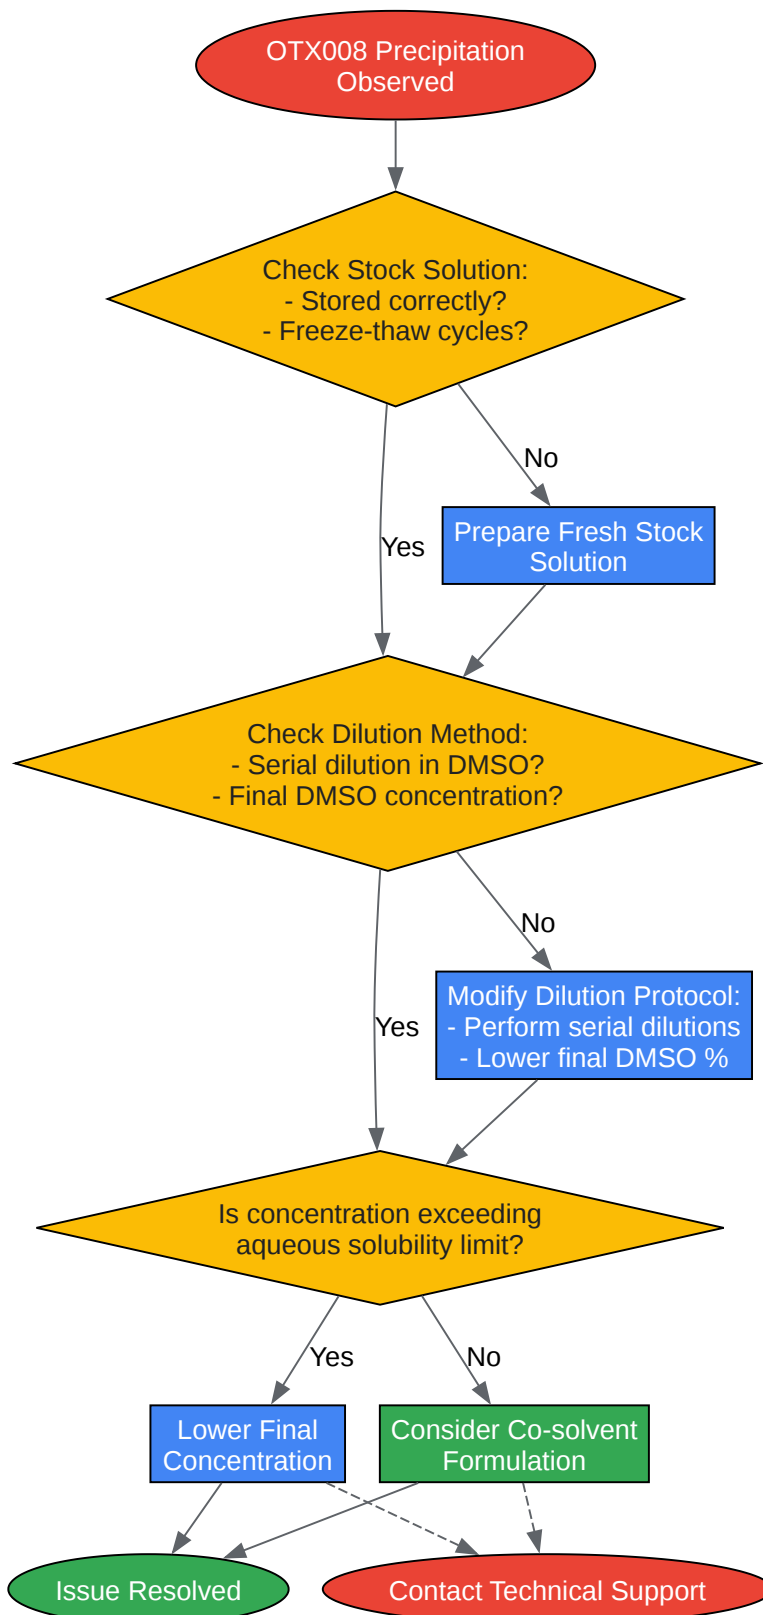 OTX008 Precipitation
Observed
Check Stock Solution:
- Stored correctly?
- Freeze-thaw cycles?
No
Yes
Prepare Fresh Stock
Solution
Check Dilution Method:
- Serial dilution in DMSO?
- Final DMSO concentration?
No
Yes
Modify Dilution Protocol:
- Perform serial dilutions
- Lower final DMSO %
Is concentration exceeding
aqueous solubility limit?
Yes
No
Lower Final
Concentration
Consider Co-solvent
Formulation
Issue Resolved
Contact Technical Support